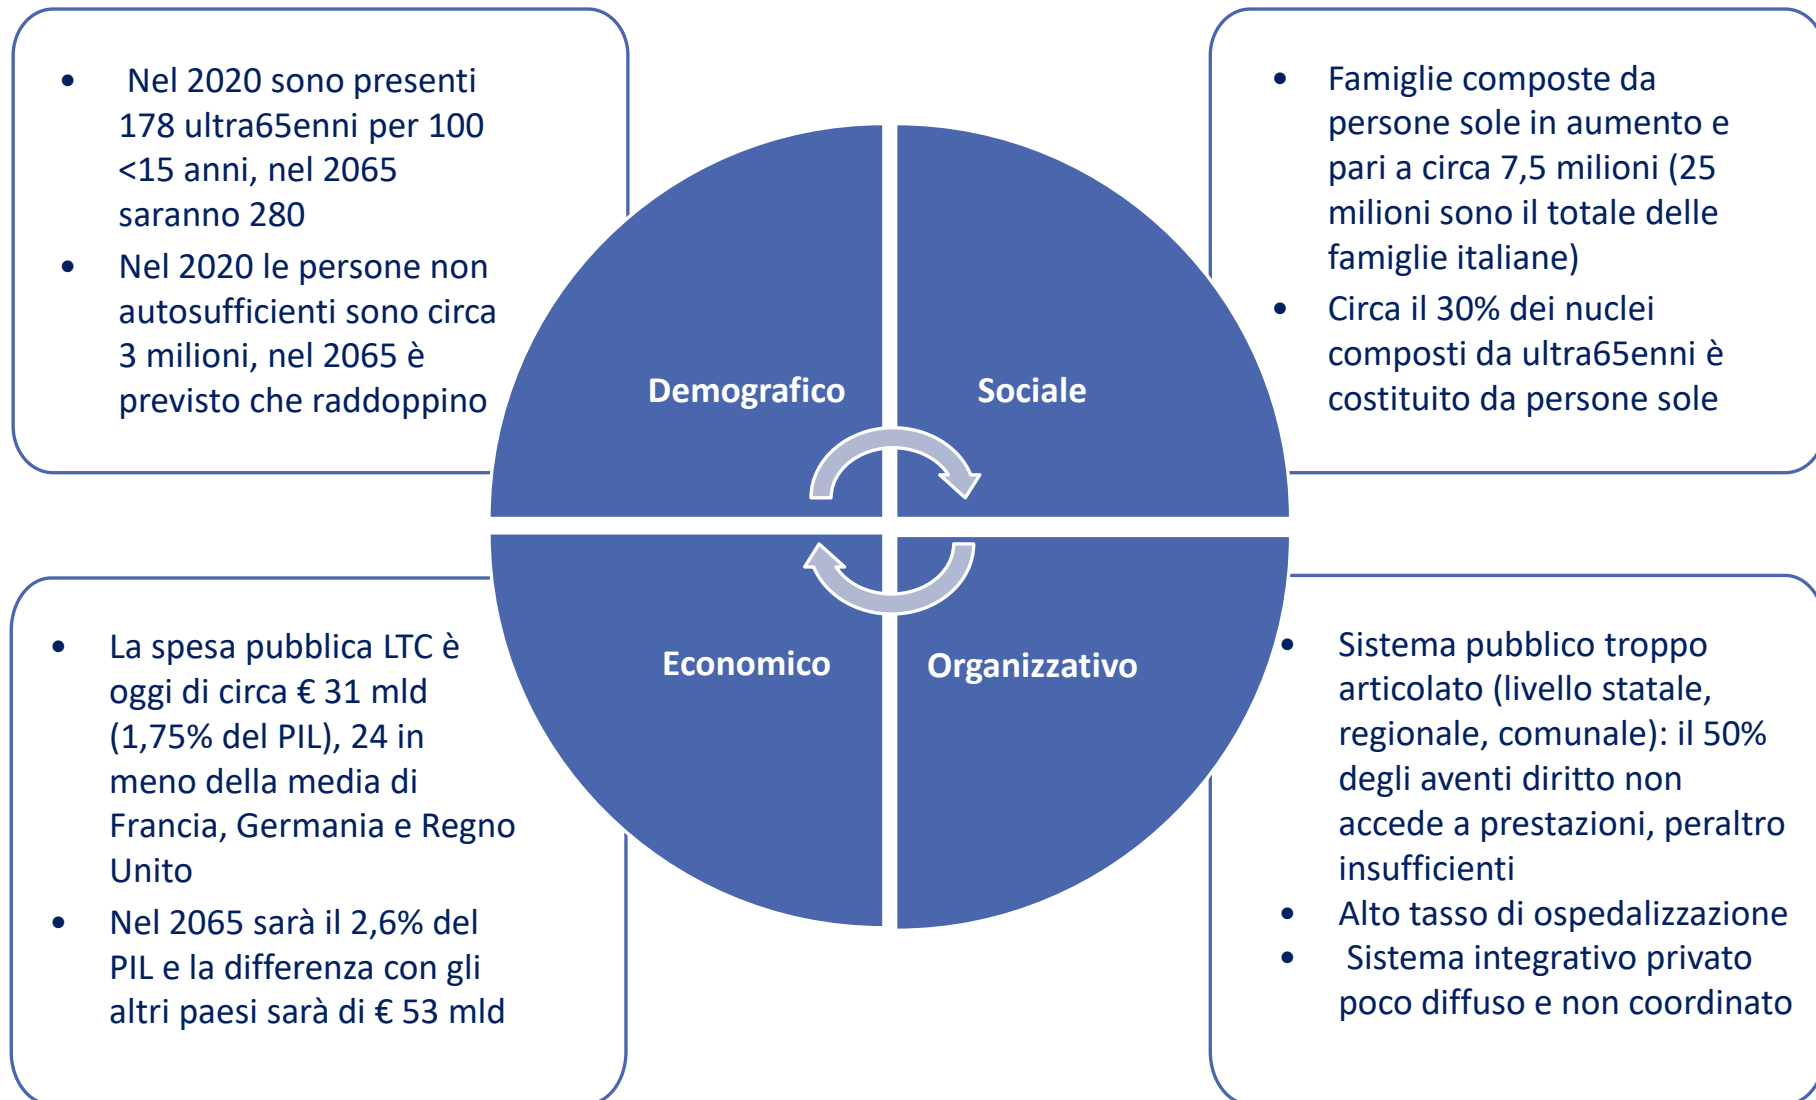 • Nel 2020 sono presenti
178 ultra65enni per 100
<15 anni, nel 2065
saranno 280
• Nel 2020 le persone non
autosufficienti sono circa
3 milioni, nel 2065 è
previsto che raddoppino
• Famiglie composte da
persone sole in aumento e
pari a circa 7,5 milioni (25
milioni sono il totale delle
famiglie italiane)
• Circa il 30% dei nuclei
composti da ultra65enni è
costituito da persone sole
Demografico
Sociale
Economico
Organizzativo
• La spesa pubblica LTC è
oggi di circa € 31 mld
(1,75% del PIL), 24 in
meno della media di
Francia, Germania e Regno
Unito
• Nel 2065 sarà il 2,6% del
PIL e la differenza con gli
altri paesi sarà di € 53 mld
• Sistema pubblico troppo
articolato (livello statale,
regionale, comunale): il 50%
degli aventi diritto non
accede a prestazioni, peraltro
insufficienti
• Alto tasso di ospedalizzazione
• Sistema integrativo privato
poco diffuso e non coordinato